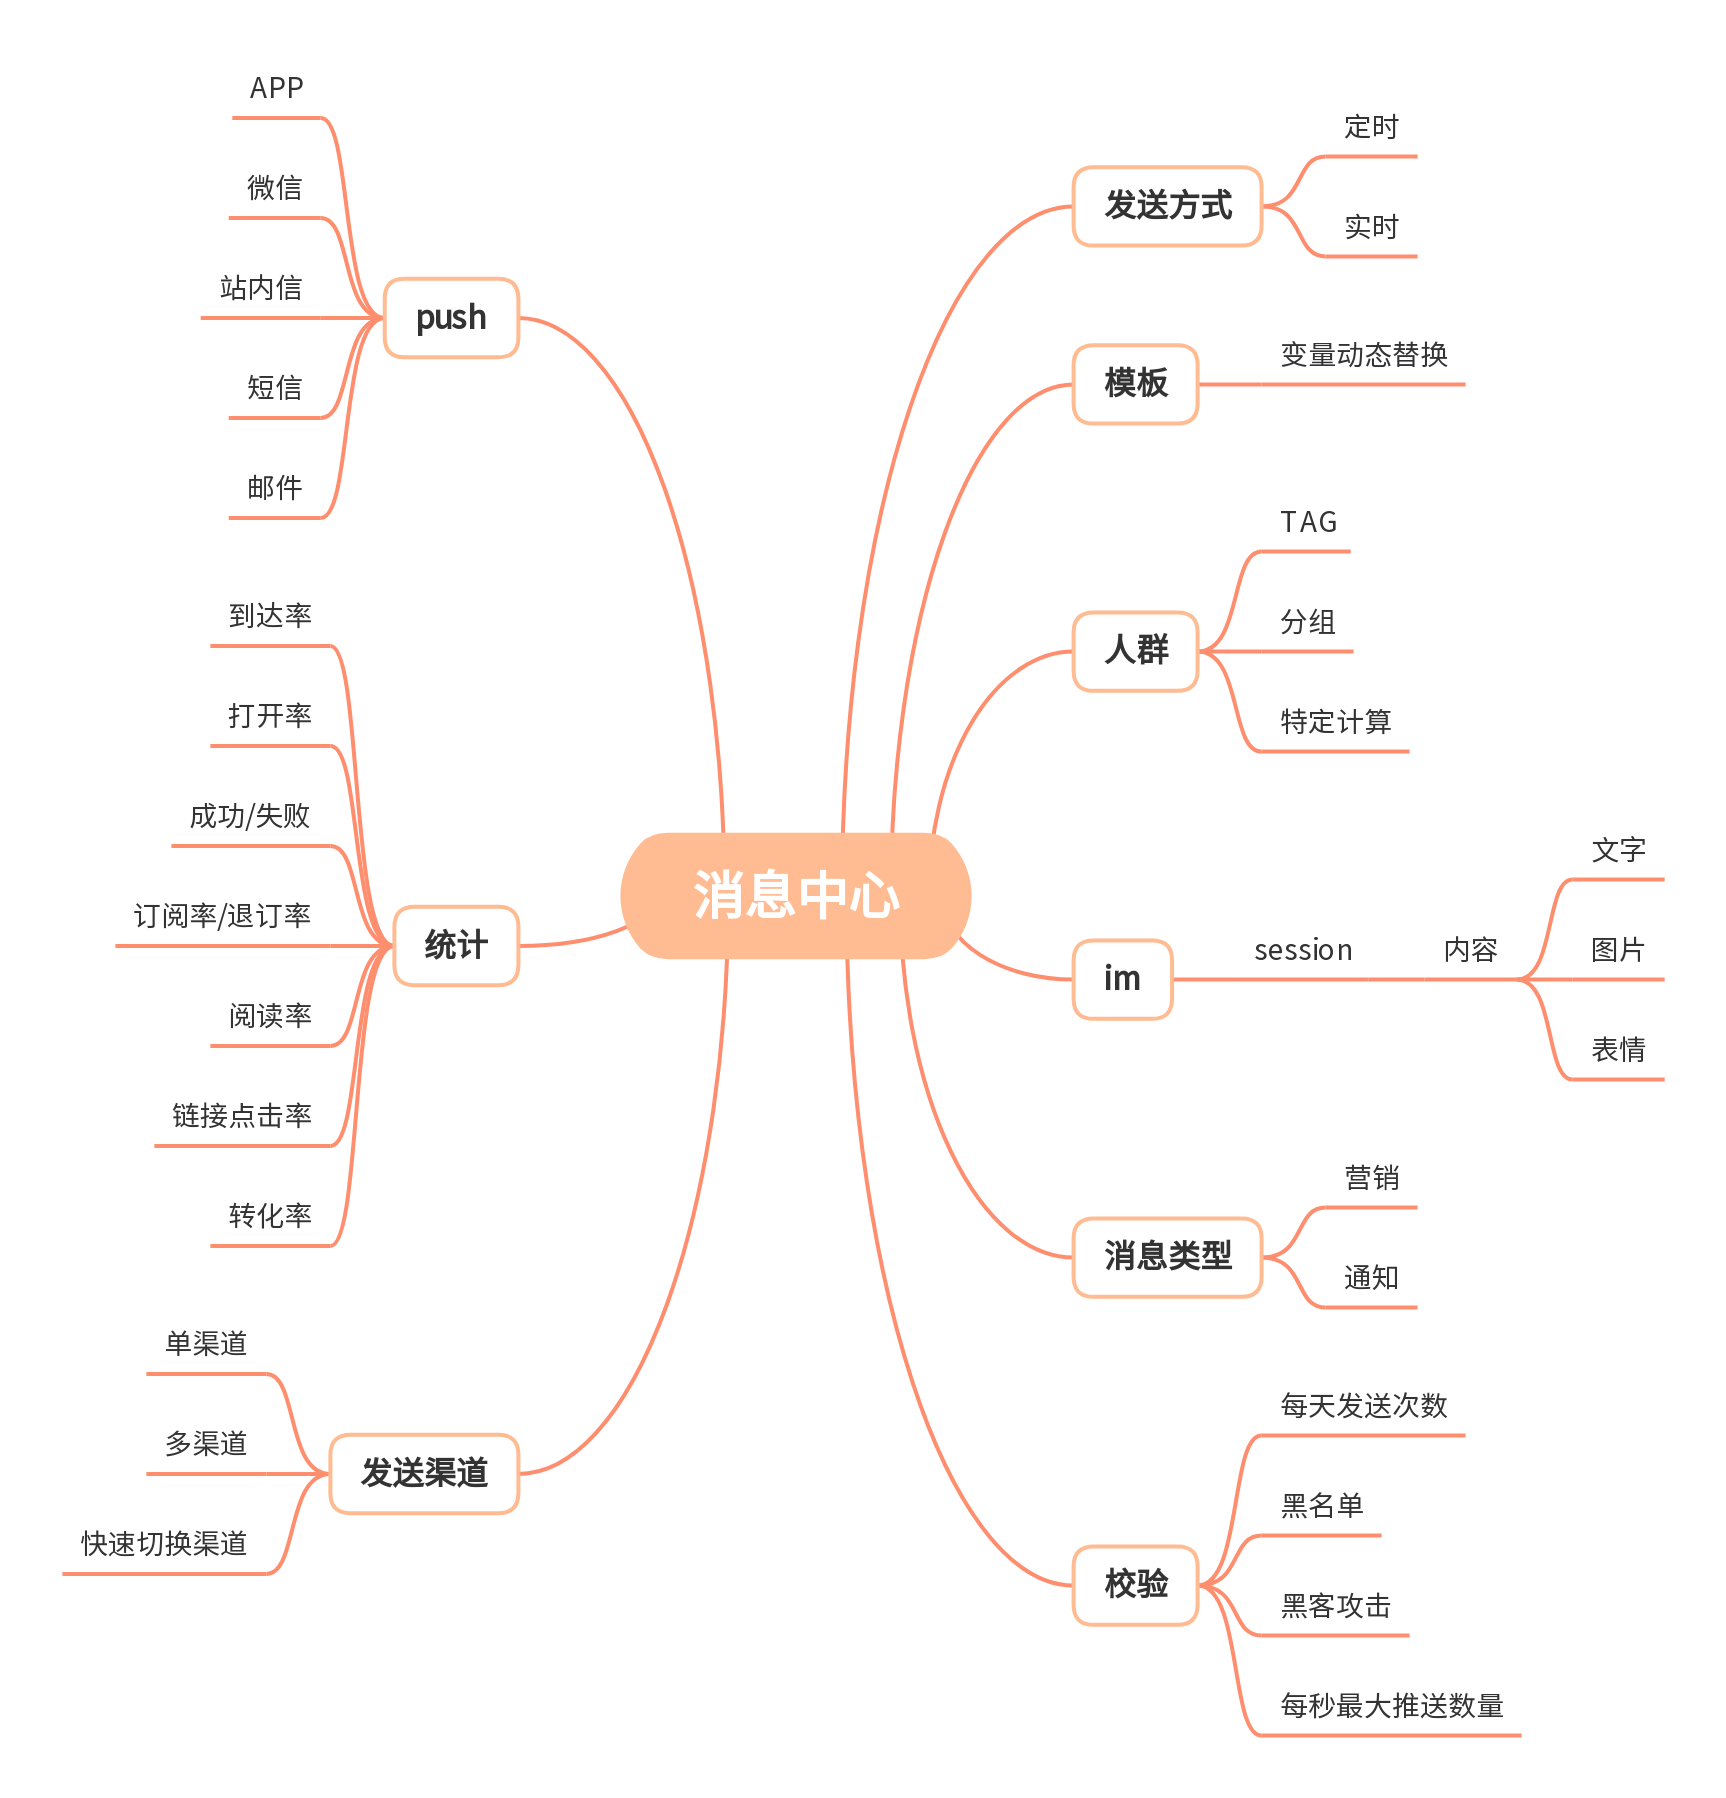 消息中心
push
APP
微信
站内信
短信
邮件
统计
到达率
打开率
成功/失败
订阅率/退订率
阅读率
链接点击率
转化率
发送渠道
单渠道
多渠道
快速切换渠道
发送方式
定时
实时
模板
变量动态替换
人群
TAG
分组
特定计算
im
session
内容
文字
图片
表情
消息类型
营销
通知
校验
每天发送次数
黑名单
黑客攻击
每秒最大推送数量